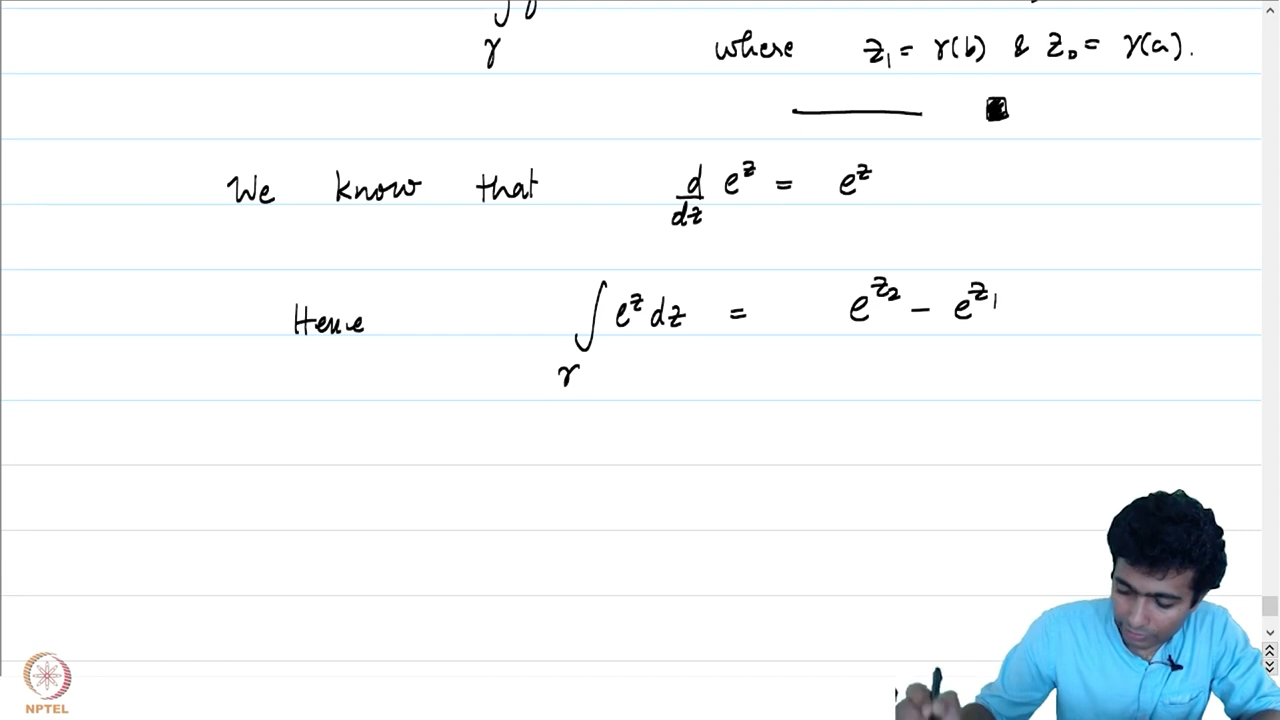 γ
where z₁ = γ(b) & z₀ = γ(a).
We know that d/dz e^z = e^z
Hence ∫_γ e^z dz = e^{z₂} - e^{z₁}
NPTEL